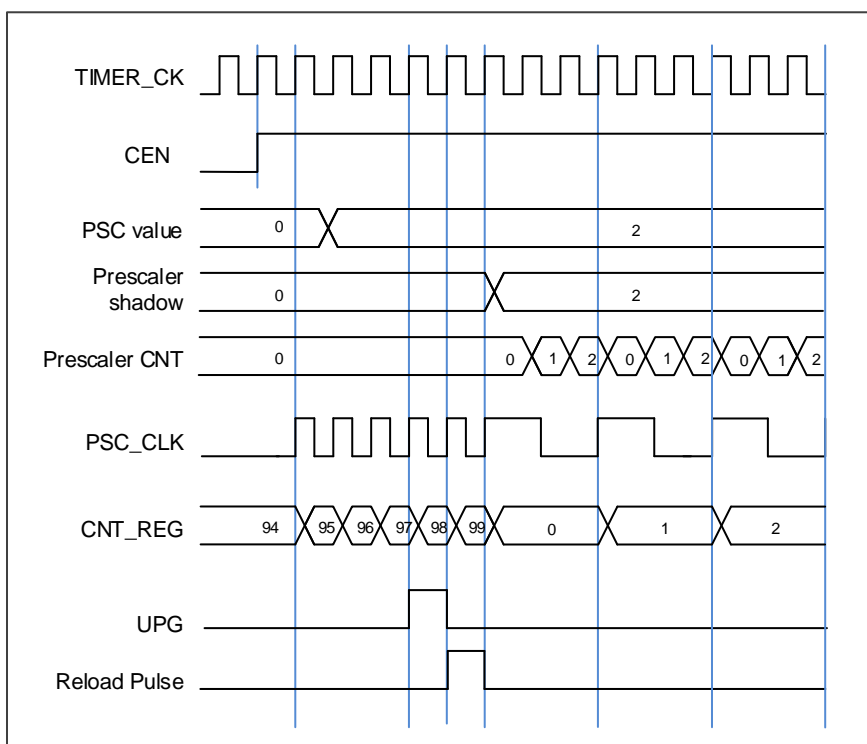 TIMER_CK
CEN
PSC value 0 2
Prescaler shadow 0 2
Prescaler CNT 0 0 1 2 0 1 2 0 1 2
PSC_CLK
CNT_REG 94 95 96 97 98 99 0 1 2
UPG
Reload Pulse